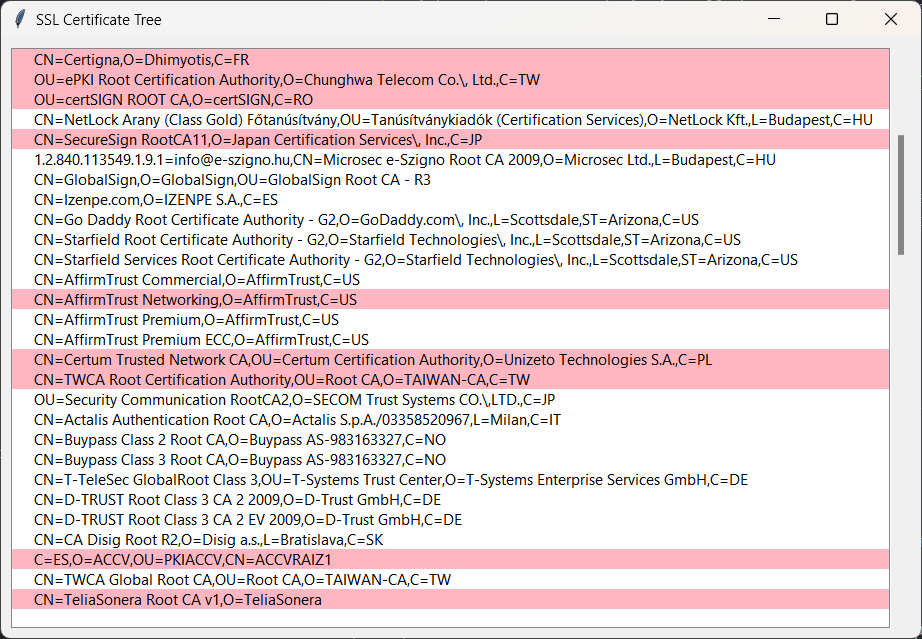 SSL Certificate Tree
CN=Certigna,O=Dhimyotis,C=FR
OU=ePKI Root Certification Authority,O=Chunghwa Telecom Co.\, Ltd.,C=TW
OU=certSIGN ROOT CA,O=certSIGN,C=RO
CN=NetLock Arany (Class Gold) Főtanúsítvány,OU=Tanúsítványkiadók (Certification Services),O=NetLock Kft.,L=Budapest,C=HU
CN=SecureSign RootCA11,O=Japan Certification Services\, Inc.,C=JP
1.2.840.113549.1.9.1=info@e-szigno.hu,CN=Microsec e-Szigno Root CA 2009,O=Microsec Ltd.,L=Budapest,C=HU
CN=GlobalSign,O=GlobalSign,OU=GlobalSign Root CA - R3
CN=Izenpe.com,O=IZENPE S.A.,C=ES
CN=Go Daddy Root Certificate Authority - G2,O=GoDaddy.com\, Inc.,L=Scottsdale,ST=Arizona,C=US
CN=Starfield Root Certificate Authority - G2,O=Starfield Technologies\, Inc.,L=Scottsdale,ST=Arizona,C=US
CN=Starfield Services Root Certificate Authority - G2,O=Starfield Technologies\, Inc.,L=Scottsdale,ST=Arizona,C=US
CN=AffirmTrust Commercial,O=AffirmTrust,C=US
CN=AffirmTrust Networking,O=AffirmTrust,C=US
CN=AffirmTrust Premium,O=AffirmTrust,C=US
CN=AffirmTrust Premium ECC,O=AffirmTrust,C=US
CN=Certum Trusted Network CA,OU=Certum Certification Authority,O=Unizeto Technologies S.A.,C=PL
CN=TWCA Root Certification Authority,OU=Root CA,O=TAIWAN-CA,C=TW
OU=Security Communication RootCA2,O=SECOM Trust Systems CO.\,LTD.,C=JP
CN=Actalis Authentication Root CA,O=Actalis S.p.A./03358520967,L=Milan,C=IT
CN=Buypass Class 2 Root CA,O=Buypass AS-983163327,C=NO
CN=Buypass Class 3 Root CA,O=Buypass AS-983163327,C=NO
CN=T-TeleSec GlobalRoot Class 3,OU=T-Systems Trust Center,O=T-Systems Enterprise Services GmbH,C=DE
CN=D-TRUST Root Class 3 CA 2 2009,O=D-Trust GmbH,C=DE
CN=D-TRUST Root Class 3 CA 2 EV 2009,O=D-Trust GmbH,C=DE
CN=CA Disig Root R2,O=Disig a.s.,L=Bratislava,C=SK
C=ES,O=ACCV,OU=PKIACCV,CN=ACCVRAIZ1
CN=TWCA Global Root CA,OU=Root CA,O=TAIWAN-CA,C=TW
CN=TeliaSonera Root CA v1,O=TeliaSonera